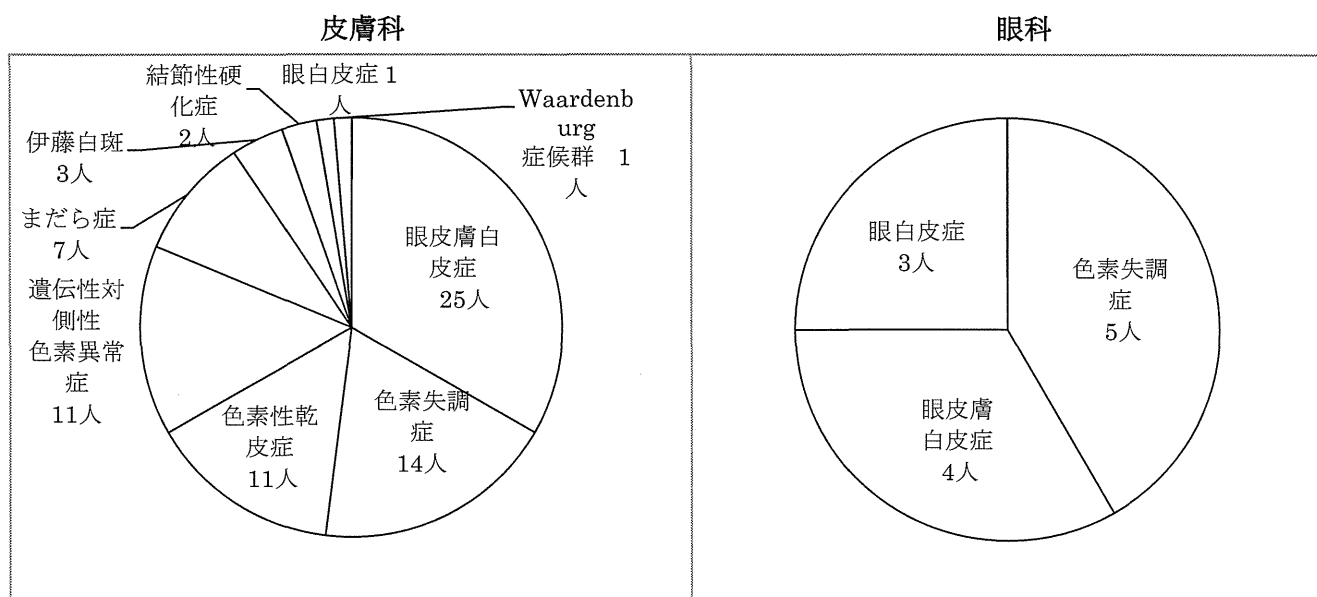 皮膚科
結節性硬
化症
2人
眼白皮症 1
人
Waardenb
urg
症候群 1
人
伊藤白斑
3人
まだら症
7人
遺伝性対
側性
色素異常
症
11人
色素性乾
皮症
11人
色素失調
症
14人
眼皮膚白
皮症
25人
眼科
眼白皮症
3人
色素失調
症
5人
眼皮膚
白皮症
4人